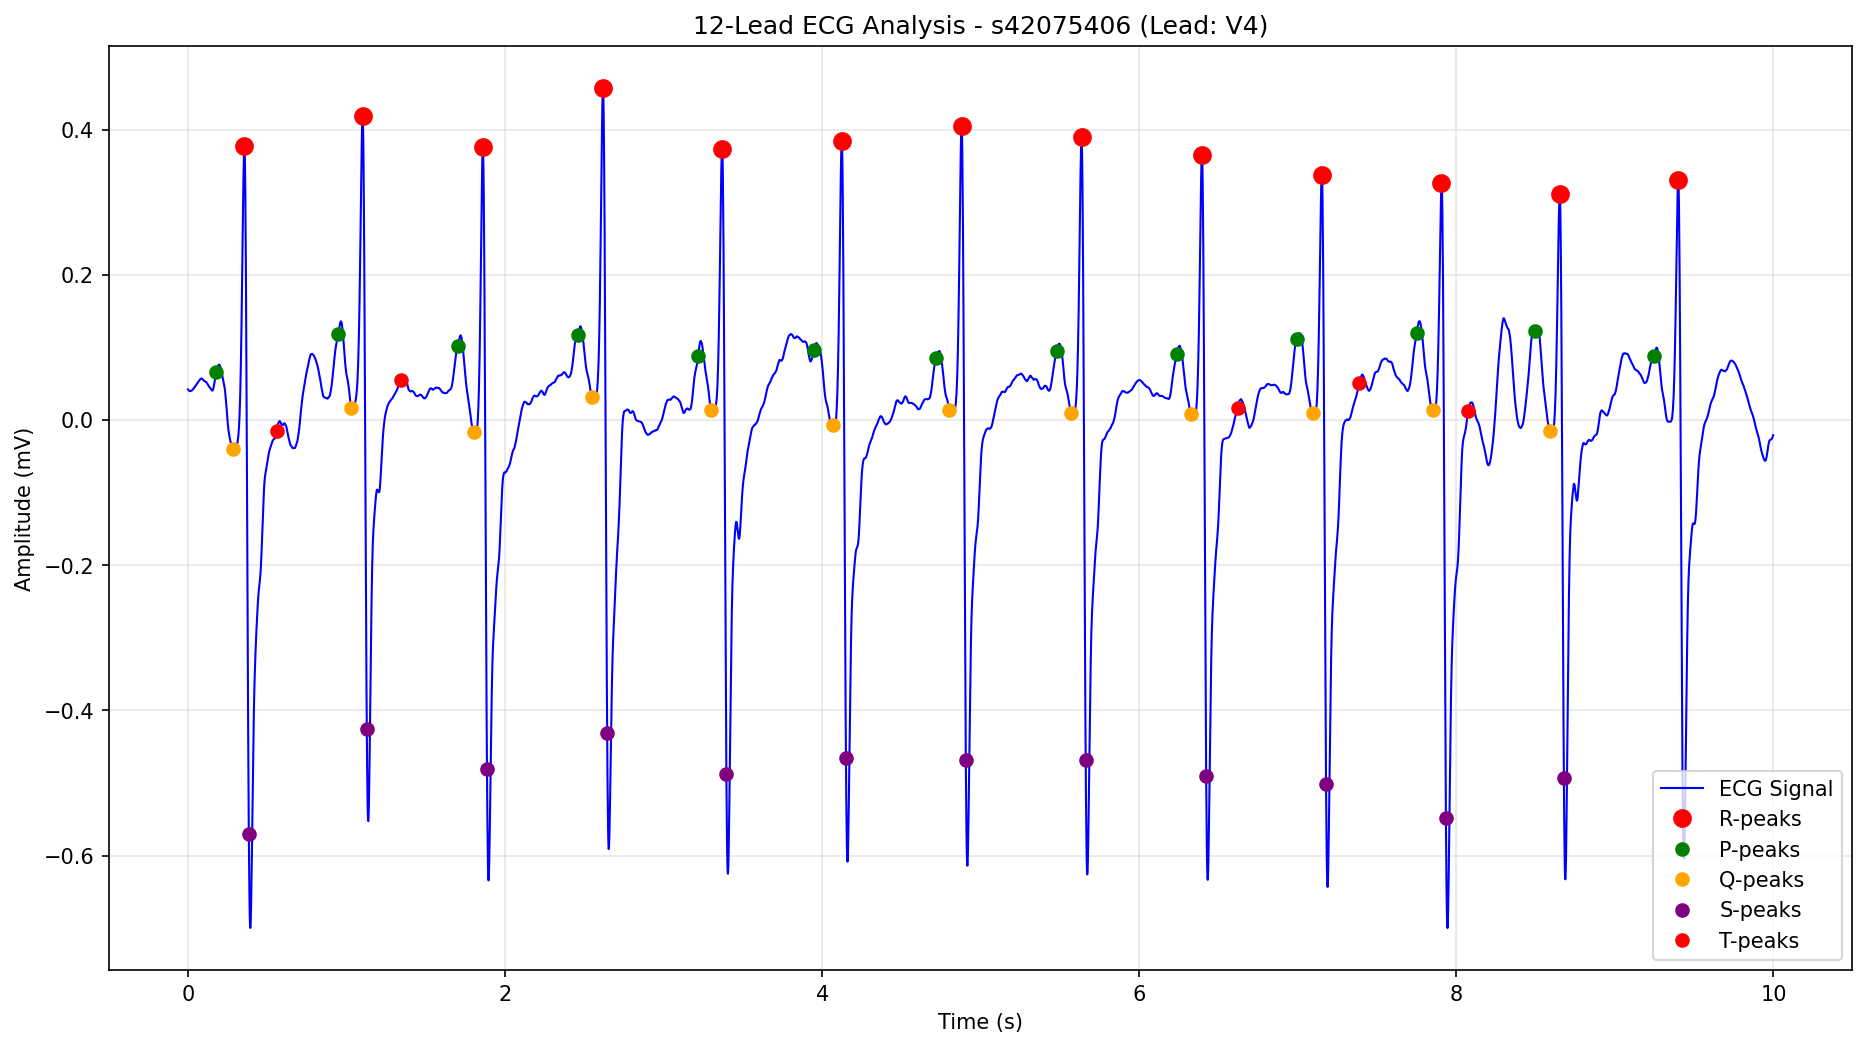 12-Lead ECG Analysis - s42075406 (Lead: V4)
Amplitude (mV)
0.4
0.2
0.0
−0.2
−0.4
−0.6
0
2
4
6
8
10
Time (s)
ECG Signal
R-peaks
P-peaks
Q-peaks
S-peaks
T-peaks